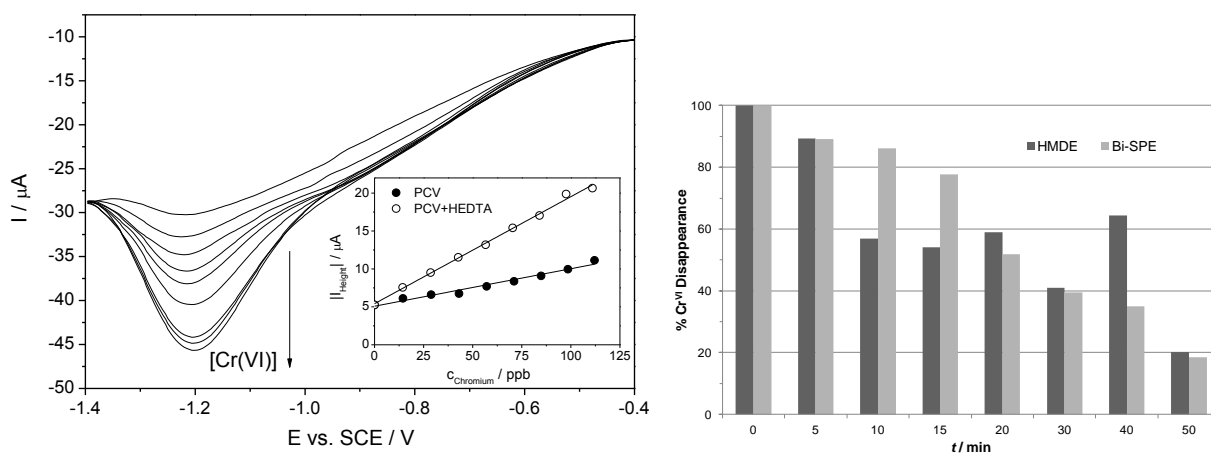 -10
-15
-20
-25
-30
-35
-40
-45
-50
I / μA
-1.4 -1.2 -1.0 -0.8 -0.6 -0.4
E vs. SCE / V
[Cr(VI)]
PCV
PCV+HEDTA
20
15
10
5
0
|I_Height| / μA
0 25 50 75 100 125
c_Chromium / ppb
100
80
60
40
20
0
% Cr^VI Disappearance
HMDE Bi-SPE
0 5 10 15 20 30 40 50
t / min